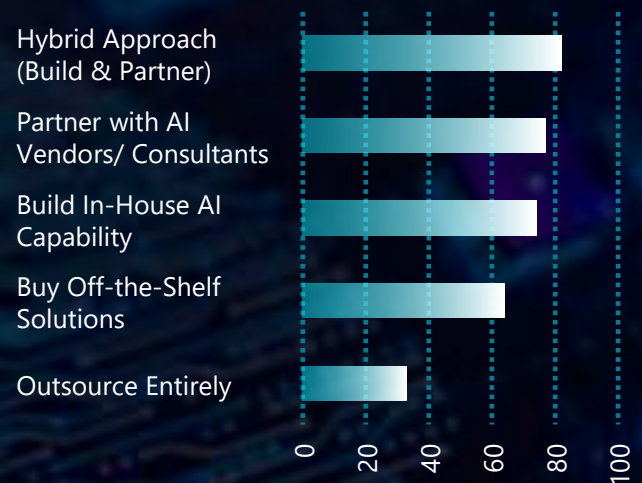 Hybrid Approach
(Build & Partner)
Partner with AI
Vendors/ Consultants
Build In-House AI
Capability
Buy Off-the-Shelf
Solutions
Outsource Entirely
0
20
40
60
80
100